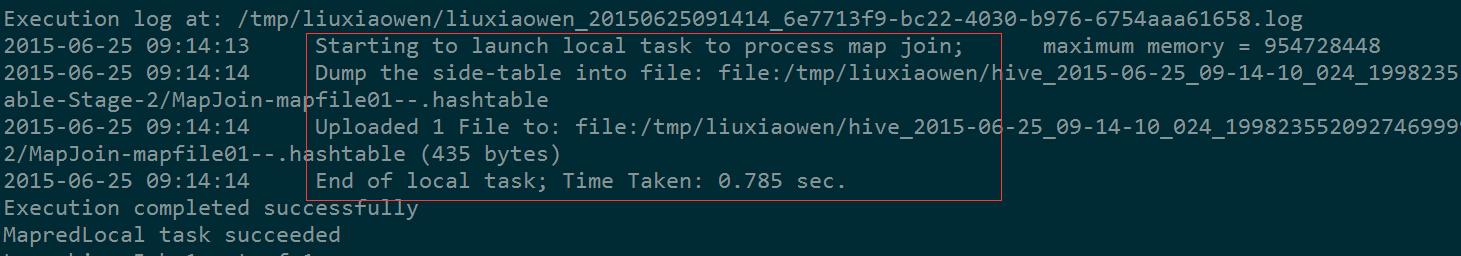 Execution log at: /tmp/liuxiaowen/liuxiaowen_20150625091414_6e7713f9-bc22-4030-b976-6754aaa61658.log
2015-06-25 09:14:13     Starting to launch local task to process map join;      maximum memory = 954728448
2015-06-25 09:14:14     Dump the side-table into file: file:/tmp/liuxiaowen/hive_2015-06-25_09-14-10_024_1998235
able-Stage-2/MapJoin-mapfile01--.hashtable
2015-06-25 09:14:14     Uploaded 1 File to: file:/tmp/liuxiaowen/hive_2015-06-25_09-14-10_024_1998235520927469999
2/MapJoin-mapfile01--.hashtable (435 bytes)
2015-06-25 09:14:14     End of local task; Time Taken: 0.785 sec.
Execution completed successfully
MapredLocal task succeeded